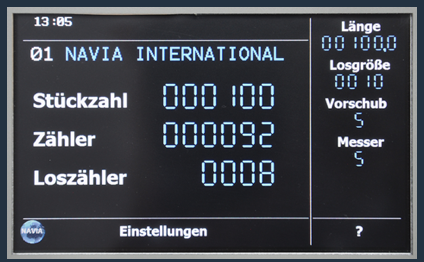 13:05
01 NAVIA INTERNATIONAL
Stückzahl 000100
Zähler 000092
Loszähler 0008
Länge
00100,0
Losgröße
0010
Vorschub
5
Messer
5
NAVIA
Einstellungen
?